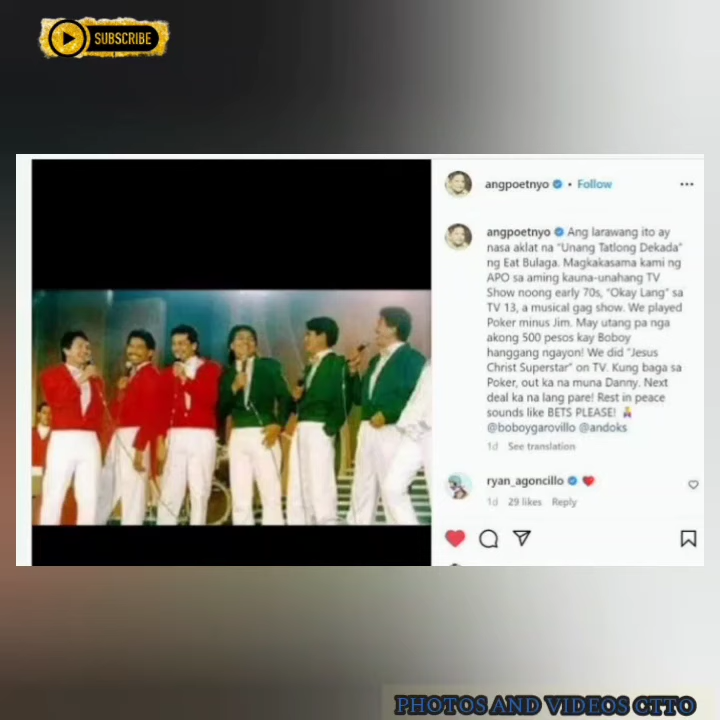 SUBSCRIBE
angpoetnyo • Follow
angpoetnyo Ang larawang ito ay
nasa aklat na "Unang Tatlong Dekada"
ng Eat Bulaga. Magkakasama kami ng
APO sa aming kauna-unahang TV
Show noong early 70s, "Okay Lang" sa
TV 13, a musical gag show. We played
Poker minus Jim. May utang pa nga
akong 500 pesos kay Boboy
hanggang ngayon! We did "Jesus
Christ Superstar" on TV. Kung baga sa
Poker, out ka na muna Danny. Next
deal ka na lang pare! Rest in peace
sounds like BETS PLEASE!
@boboygarovillo @andoks
1d See translation
ryan_agoncillo
1d 29 likes Reply
PHOTOS AND VIDEOS CTTO